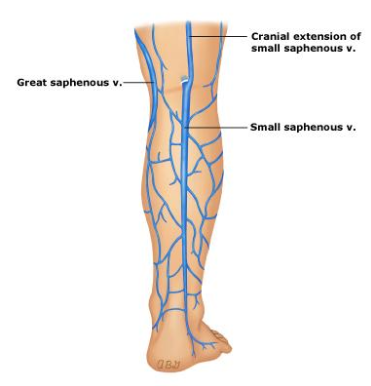 Cranial extension of
small saphenous v.
Great saphenous v.
Small saphenous v.